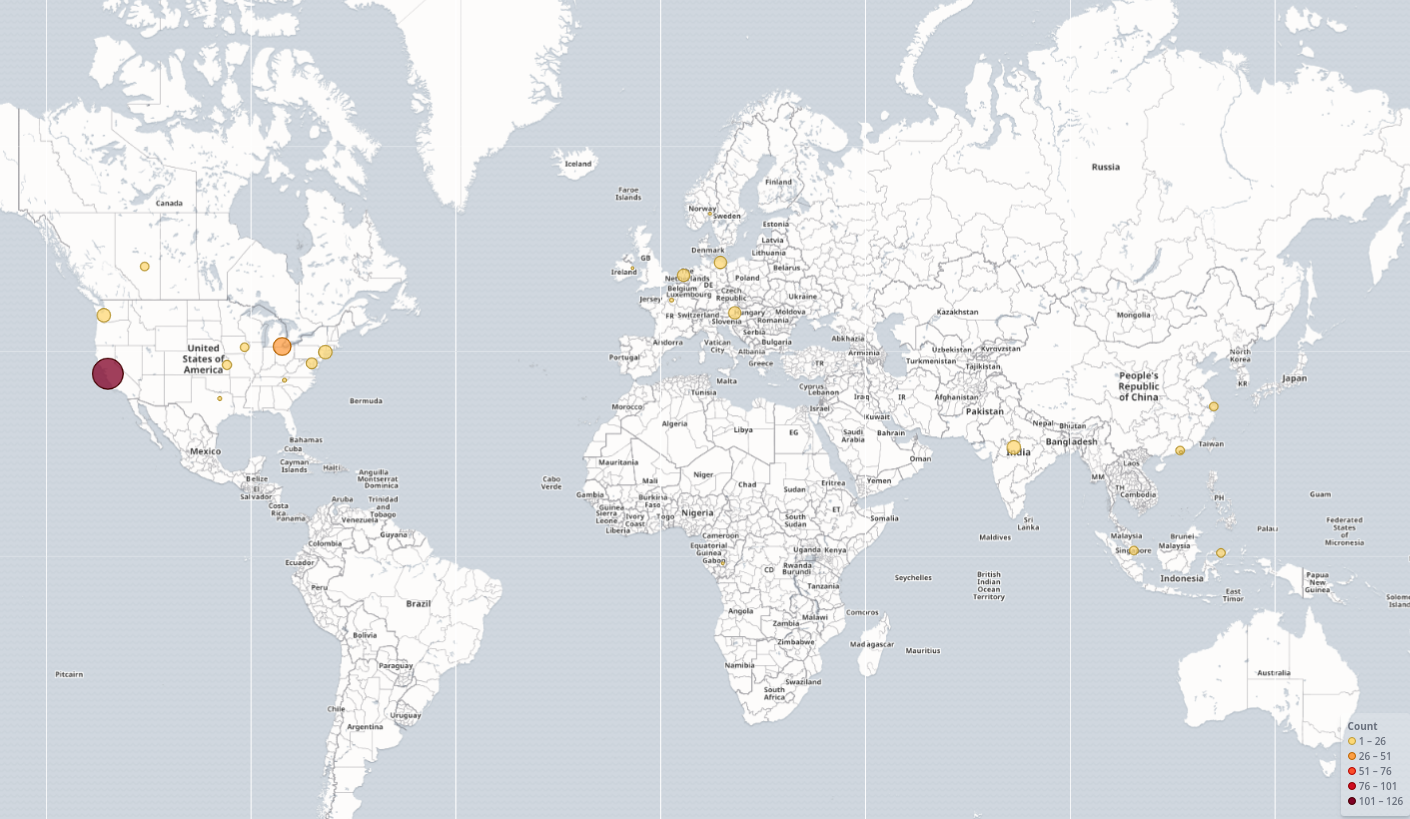 Russia
Iceland
Finland
Faroe
Islands
Canada
Norway
Sweden
Estonia
Latvia
Lithuania
Denmark
GB
Ireland
Belarus
Poland
DE
Belgium
Luxembourg
Czech
Republic
Jersey
Ukraine
FR
Switzerland
Slovenia
Moldova
Romania
Serbia
Bulgaria
Kazakhstan
Mongolia
United
States of
America
Andorra
Vatican
City
Albania
Greece
Abkhazia
Armenia
TR
Uzbekistan
Kyrgyzstan
Turkmenistan
Tajikistan
North
Korea
KR
Japan
Portugal
Malta
Tunisia
Cyprus
Lebanon
Israel
Iraq
IR
Afghanistan
People's
Republic
of China
Bermuda
Morocco
Algeria
Libya
EG
Kuwait
Pakistan
Nepal
Bhutan
Bangladesh
Taiwan
Saudi
Arabia
Bahrain
Oman
India
Bahamas
Cuba
Mexico
Cayman
Islands
Haiti
Anguilla
Montserrat
Dominica
Belize
El
Salvador
Costa
Rica
Panama
Aruba
Trinidad
and
Tobago
Venezuela
Guyana
Colombia
Ecuador
Cabo
Verde
Mauritania
Mali
Niger
Chad
Sudan
Eritrea
Yemen
Gambia
Guinea
Sierra
Leone
Liberia
Burkina
Faso
Ivory
Coast
Togo
Nigeria
Cameroon
South
Sudan
ET
Somalia
Equatorial
Guinea
Gabon
CD
Uganda
Kenya
Rwanda
Burundi
Tanzania
MM
Laos
TH
Cambodia
PH
Guam
Sri
Lanka
Maldives
Malaysia
Singapore
Brunei
Malaysia
Palau
Federated
States
of
Micronesia
Indonesia
East
Timor
Papua
New
Guinea
Solomon
Island
Seychelles
British
Indian
Ocean
Territory
Peru
Brazil
Bolivia
Paraguay
Chile
Uruguay
Argentina
Pitcairn
Angola
Zambia
Malawi
Comoros
Zimbabwe
Madagascar
Mauritius
Namibia
Swaziland
South
Africa
Australia
Count
1 – 26
26 – 51
51 – 76
76 – 101
101 – 126